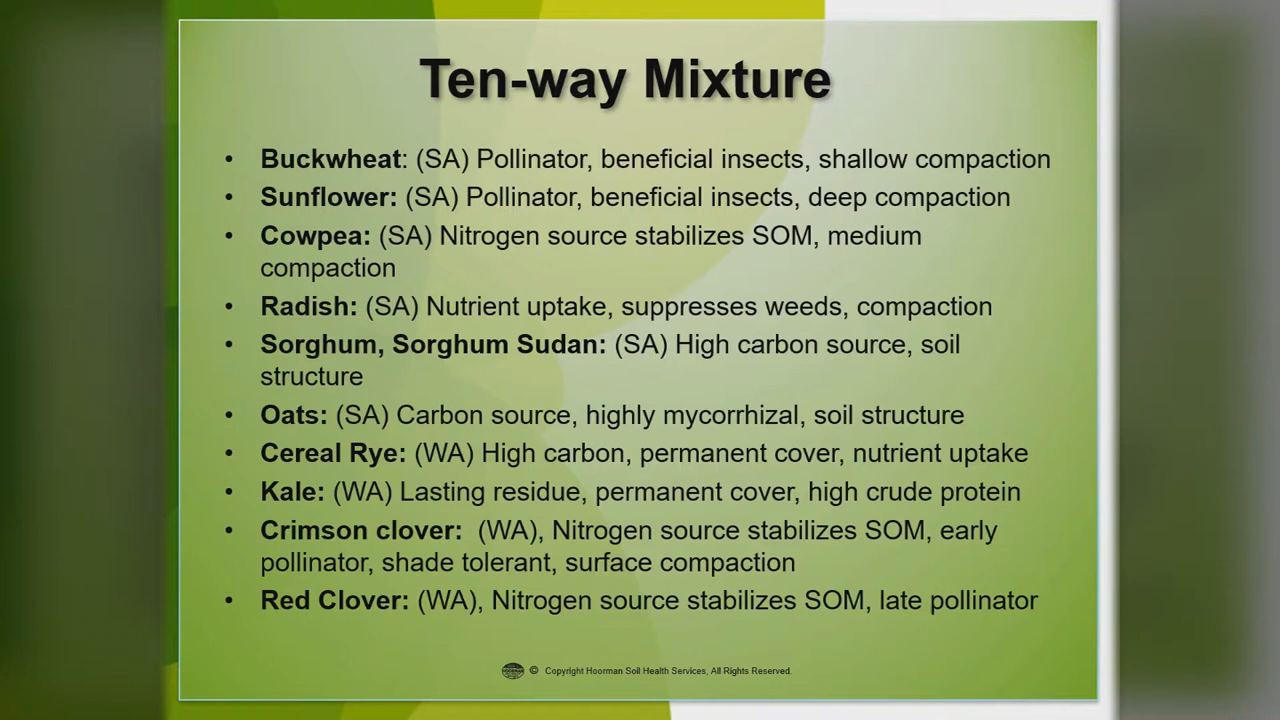 Ten-way Mixture
• Buckwheat: (SA) Pollinator, beneficial insects, shallow compaction
• Sunflower: (SA) Pollinator, beneficial insects, deep compaction
• Cowpea: (SA) Nitrogen source stabilizes SOM, medium
compaction
• Radish: (SA) Nutrient uptake, suppresses weeds, compaction
• Sorghum, Sorghum Sudan: (SA) High carbon source, soil
structure
• Oats: (SA) Carbon source, highly mycorrhizal, soil structure
• Cereal Rye: (WA) High carbon, permanent cover, nutrient uptake
• Kale: (WA) Lasting residue, permanent cover, high crude protein
• Crimson clover: (WA), Nitrogen source stabilizes SOM, early
pollinator, shade tolerant, surface compaction
• Red Clover: (WA), Nitrogen source stabilizes SOM, late pollinator
HOORMAN © Copyright Hoorman Soil Health Services, All Rights Reserved.